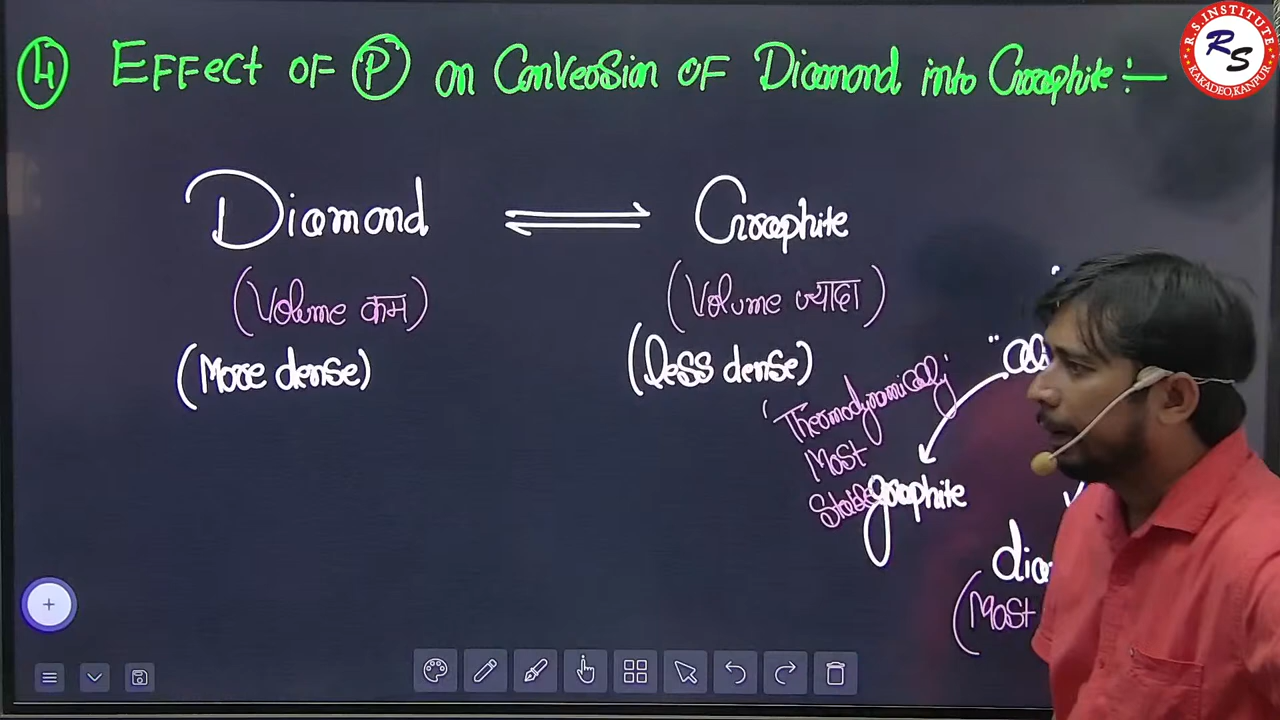 4 Effect of P on Conversion of Diamond into Graphite :-
R.S. INSTITUTE
RS
KAKADEO, KANPUR
Diamond ⇌ Graphite
(Volume कम) (Volume ज्यादा)
(More dense) (less dense)
"Thermodynamically
Most
Stable graphite
(Most